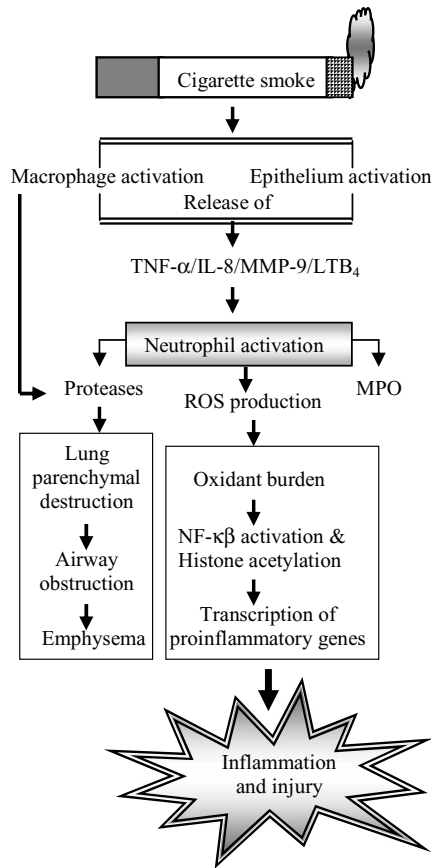 Cigarette smoke
Macrophage activation
Epithelium activation
Release of
TNF-α/IL-8/MMP-9/LTB₄
Neutrophil activation
Proteases
ROS production
MPO
Lung
parenchymal
destruction
Airway
obstruction
Emphysema
Oxidant burden
NF-κβ activation &
Histone acetylation
Transcription of
proinflammatory genes
Inflammation
and injury